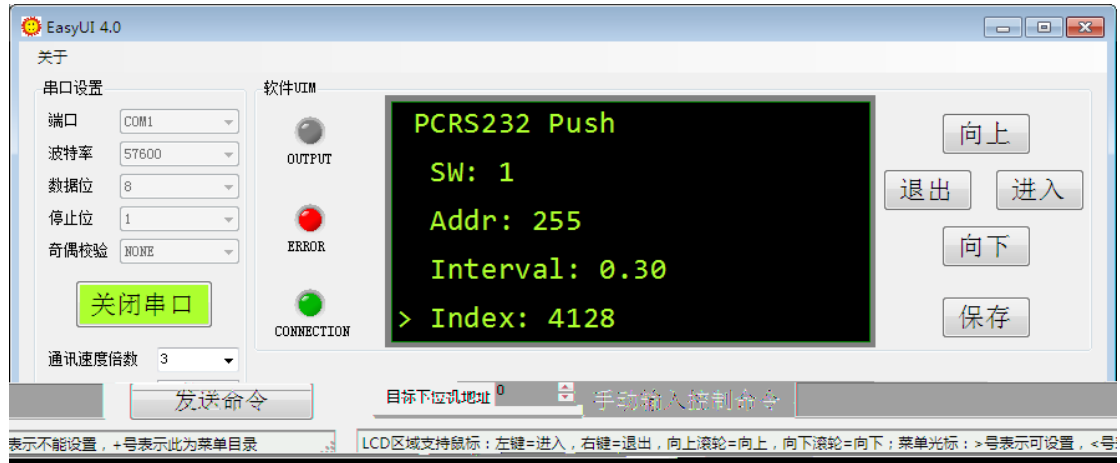 EasyUI 4.0
关于
串口设置
端口 COM1
波特率 57600
数据位 8
停止位 1
奇偶校验 NONE
关闭串口
通讯速度倍数 3
软件UIM
OUTPUT
ERROR
CONNECTION
PCRS232 Push
SW: 1
Addr: 255
Interval: 0.30
> Index: 4128
向上
退出 进入
向下
保存
发送命令 目标下位机地址 0 手动输入控制命令
表示不能设置，+号表示此为菜单目录
LCD区域支持鼠标：左键=进入，右键=退出，向上滚轮=向上，向下滚轮=向下；菜单光标：>号表示可设置，<号